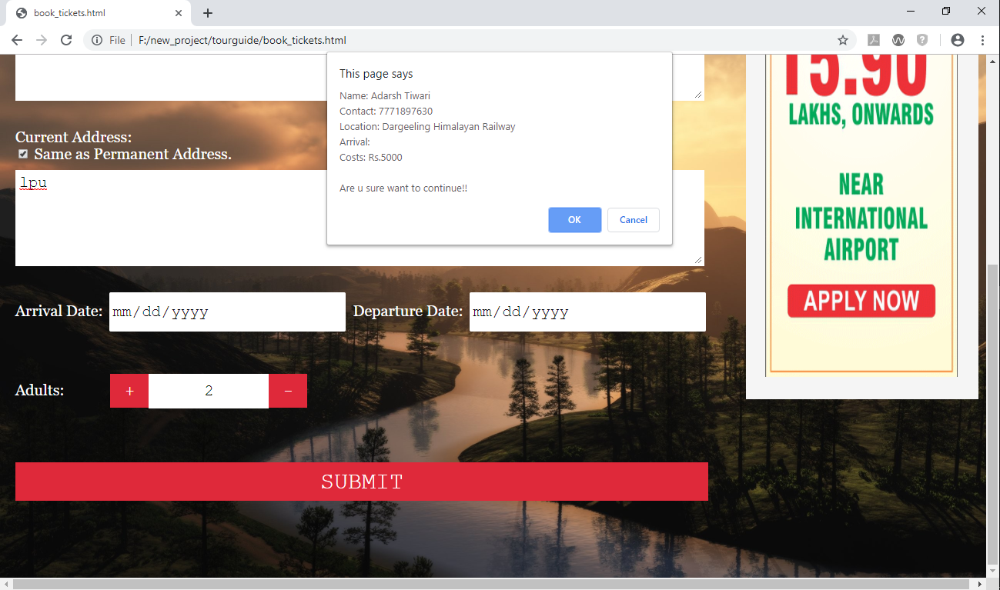 book_tickets.html
File F:/new_project/tourguide/book_tickets.html
This page says
Name: Adarsh Tiwari
Contact: 7771897630
Location: Dargeeling Himalayan Railway
Arrival:
Costs: Rs.5000
Are u sure want to continue!!
OK Cancel
Current Address:
Same as Permanent Address.
lpu
Arrival Date: mm/dd/yyyy Departure Date: mm/dd/yyyy
Adults: + 2 −
SUBMIT
15.90
LAKHS, ONWARDS
NEAR
INTERNATIONAL
AIRPORT
APPLY NOW